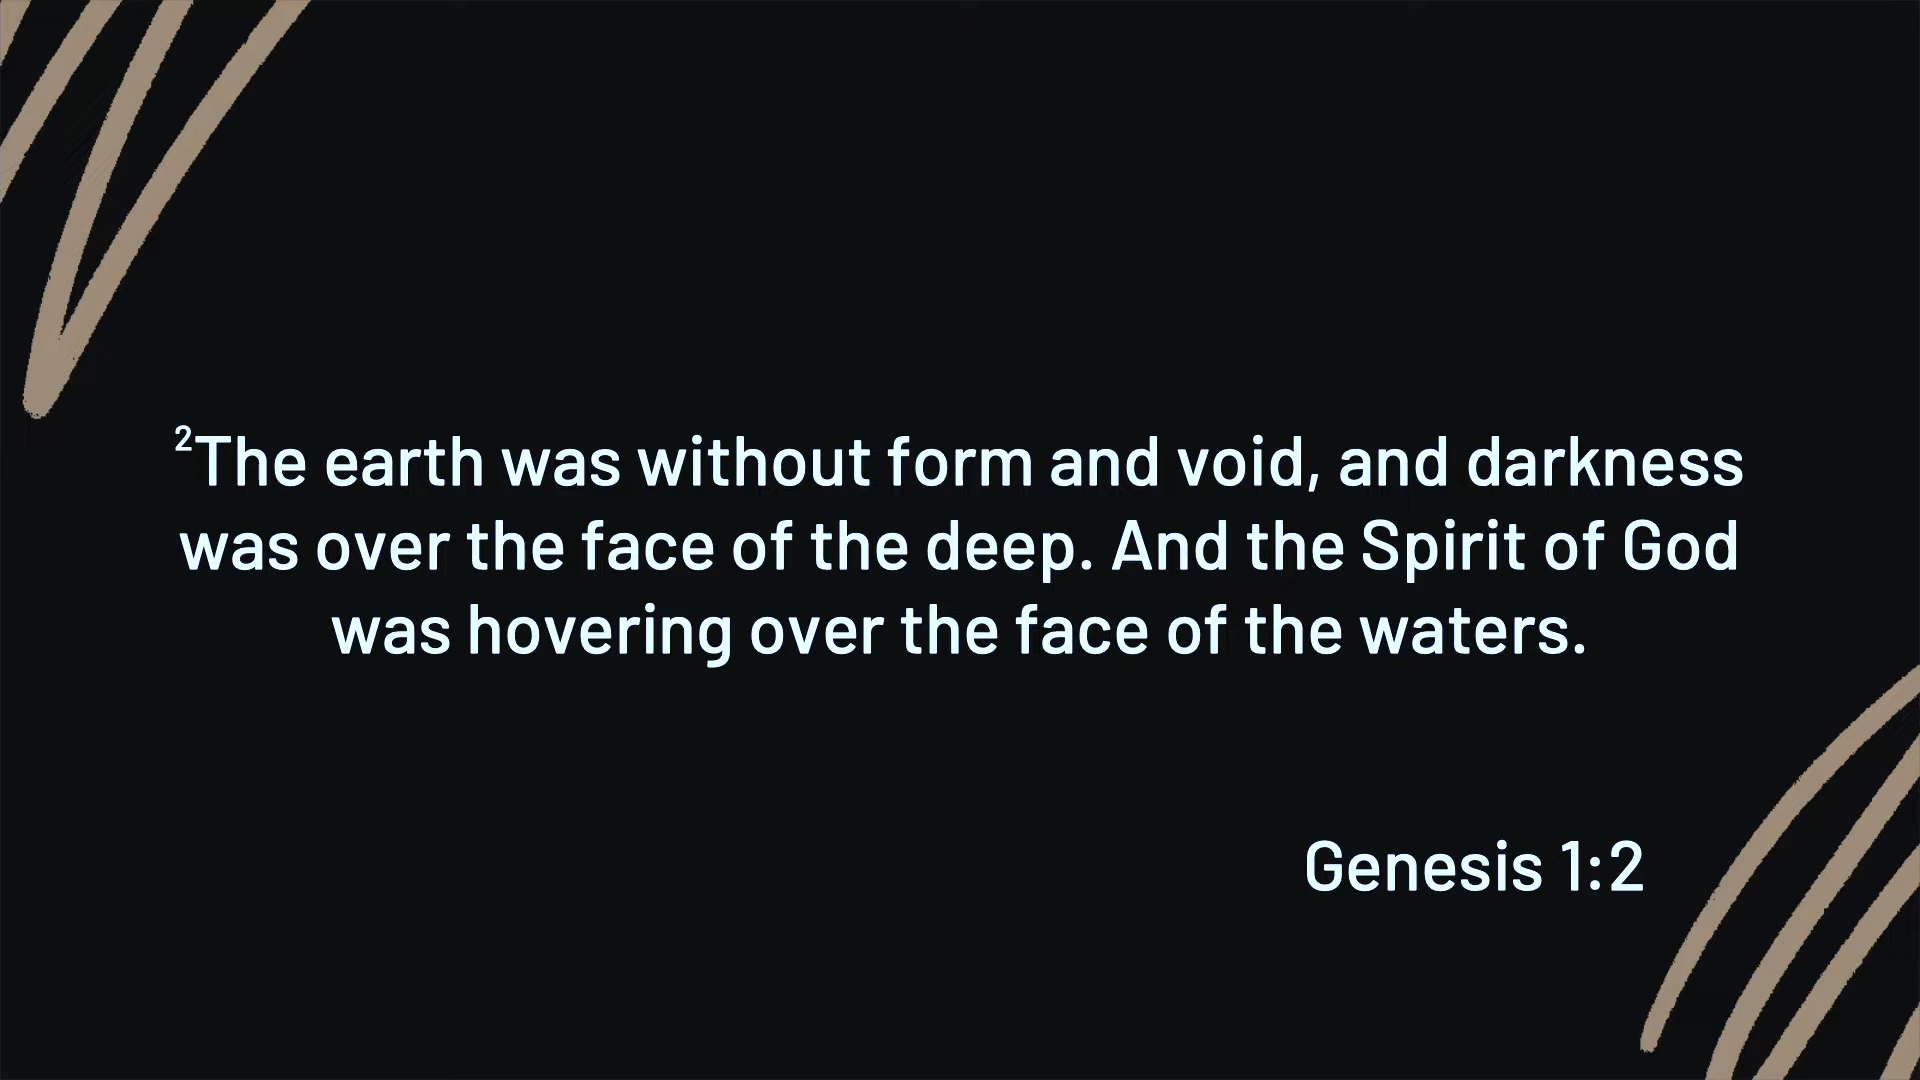 ²The earth was without form and void, and darkness
was over the face of the deep. And the Spirit of God
was hovering over the face of the waters.
Genesis 1:2